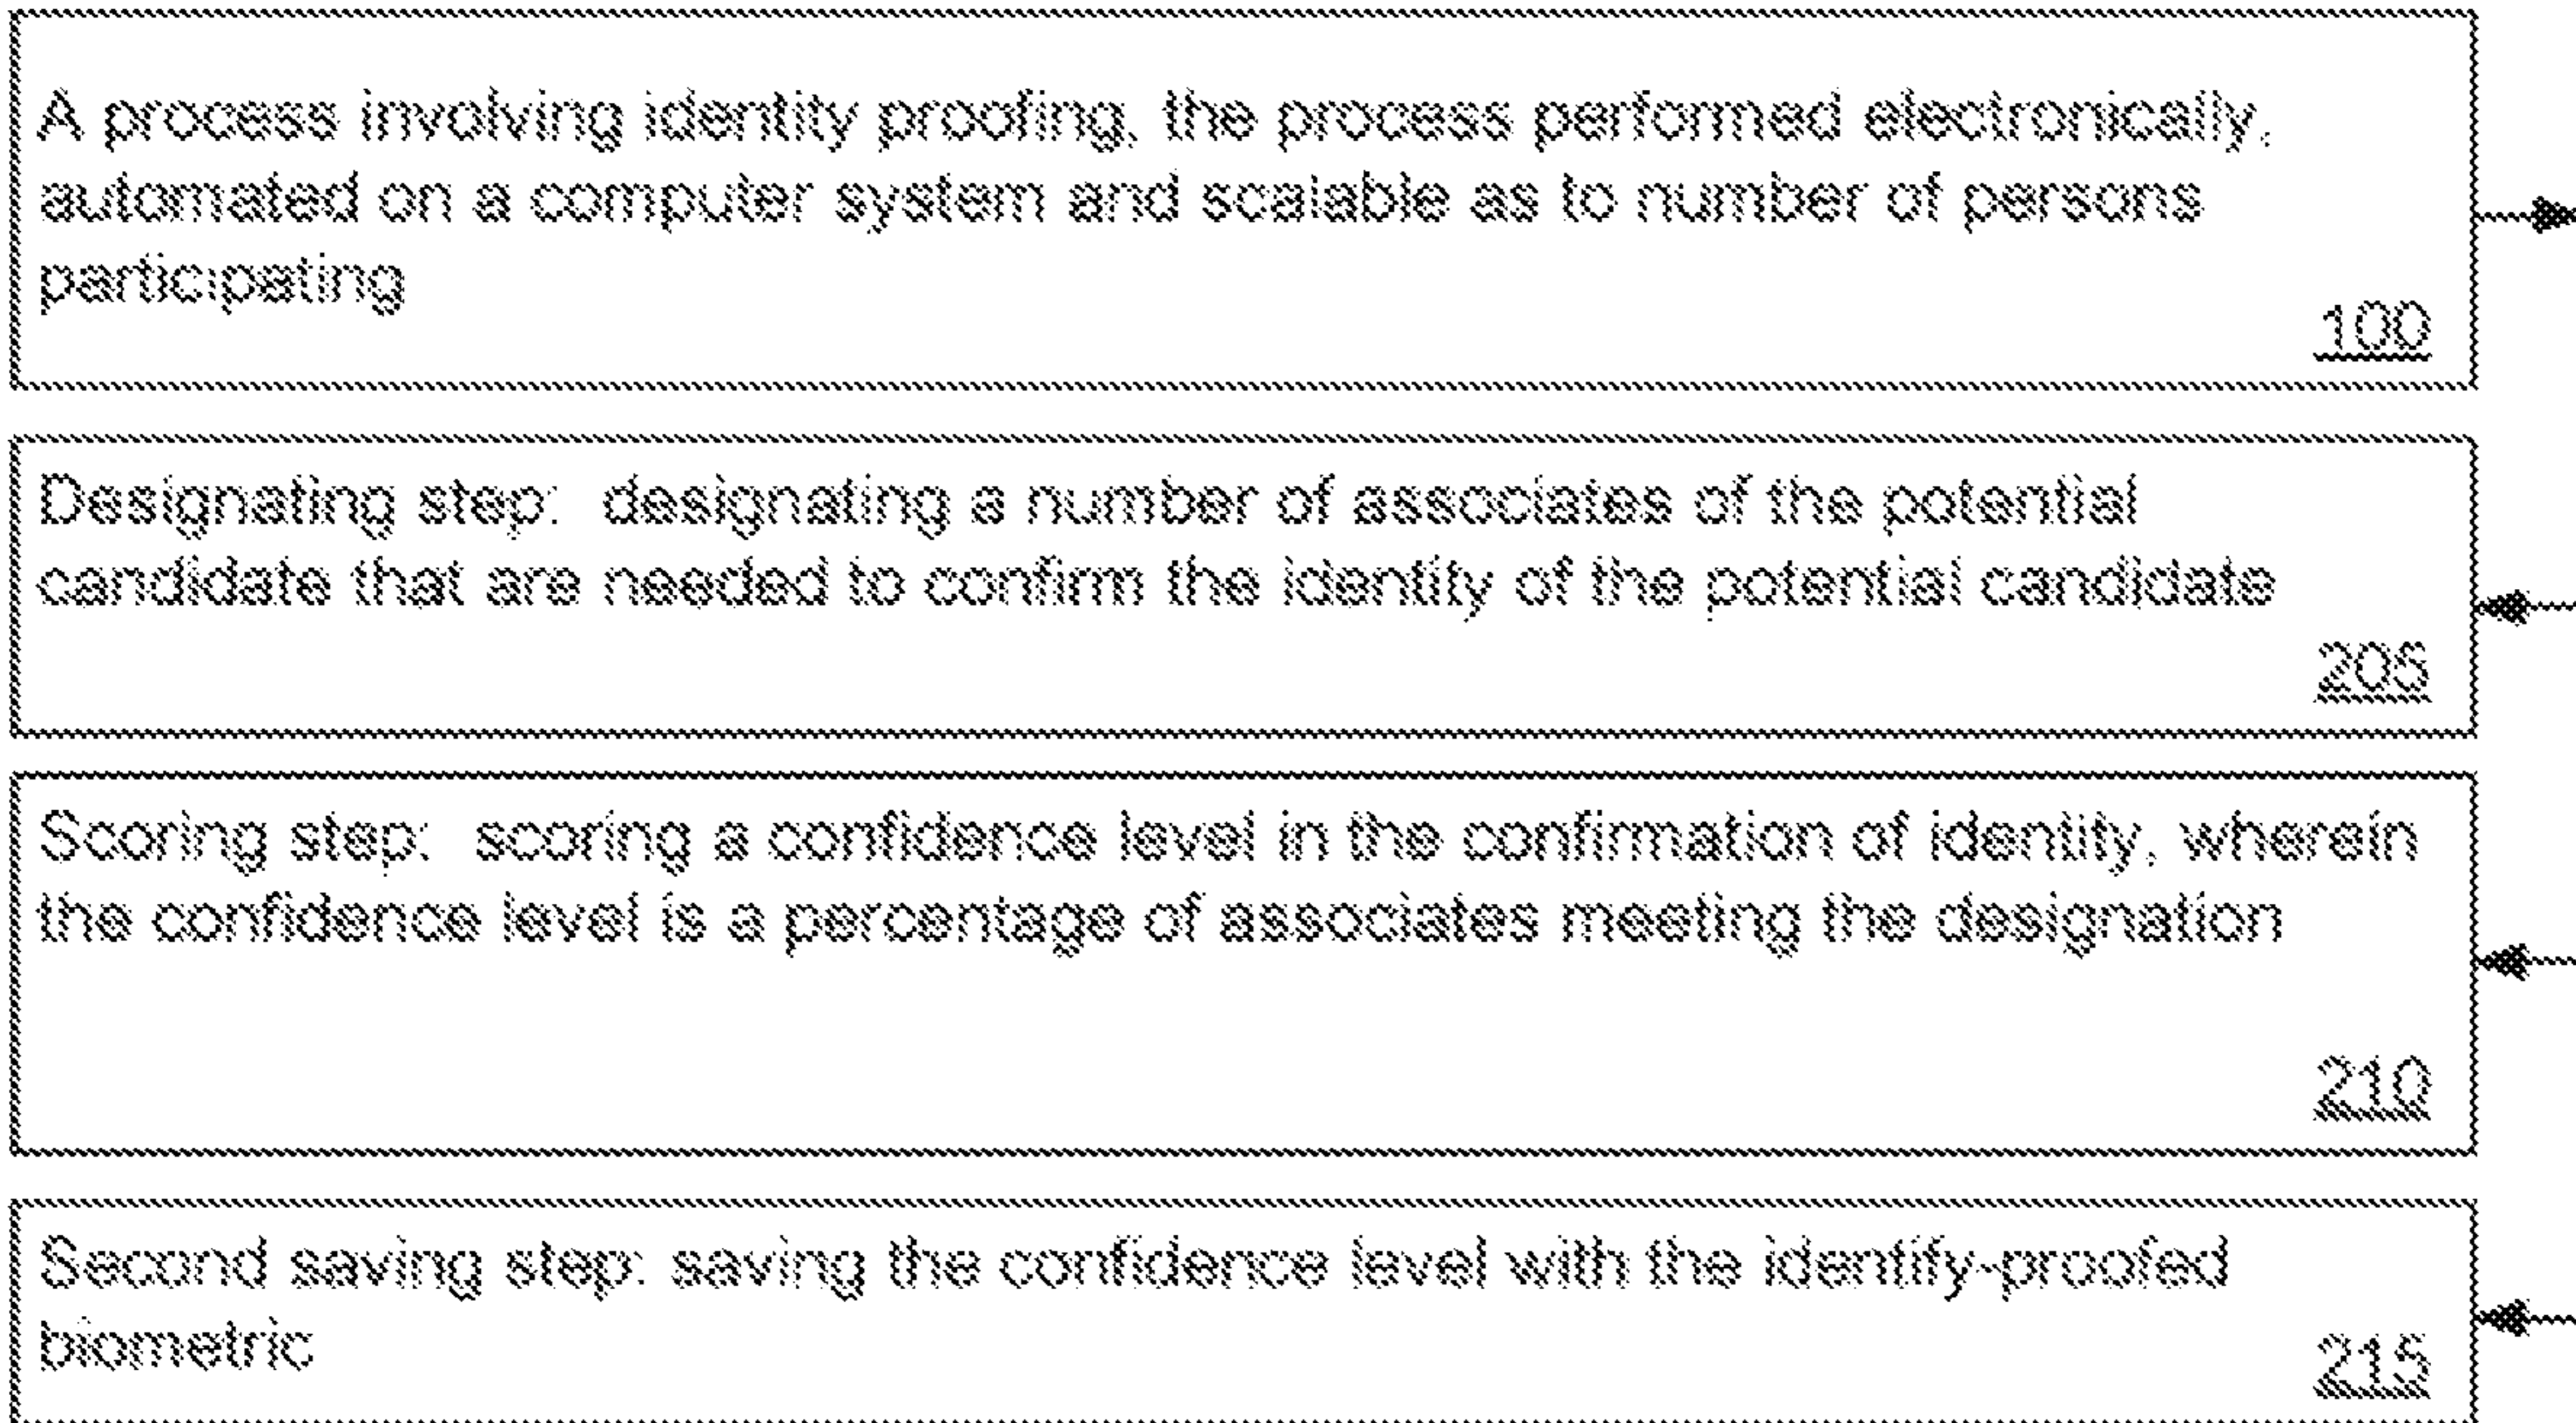 A process involving identity proofing, the process performed electronically,
automated on a computer system and scalable as to number of persons
participating
100
Designating step: designating a number of associates of the potential
candidate that are needed to confirm the identity of the potential candidate
205
Scoring step: scoring a confidence level in the confirmation of identity, wherein
the confidence level is a percentage of associates meeting the designation
210
Second saving step: saving the confidence level with the identify-proofed
biometric
215